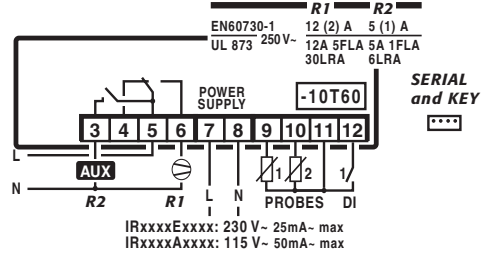 R1 R2
EN60730-1 12 (2) A 5 (1) A
UL 873 250 V~ 12A 5FLA 5A 1FLA
30LRA 6LRA
POWER
SUPPLY
-10T60
SERIAL
and KEY
3 4 5 6 7 8 9 10 11 12
L
AUX 1 2 1
N
R2 R1 L N PROBES DI
IRxxxxExxxx: 230 V~ 25mA~ max
IRxxxxAxxxx: 115 V~ 50mA~ max